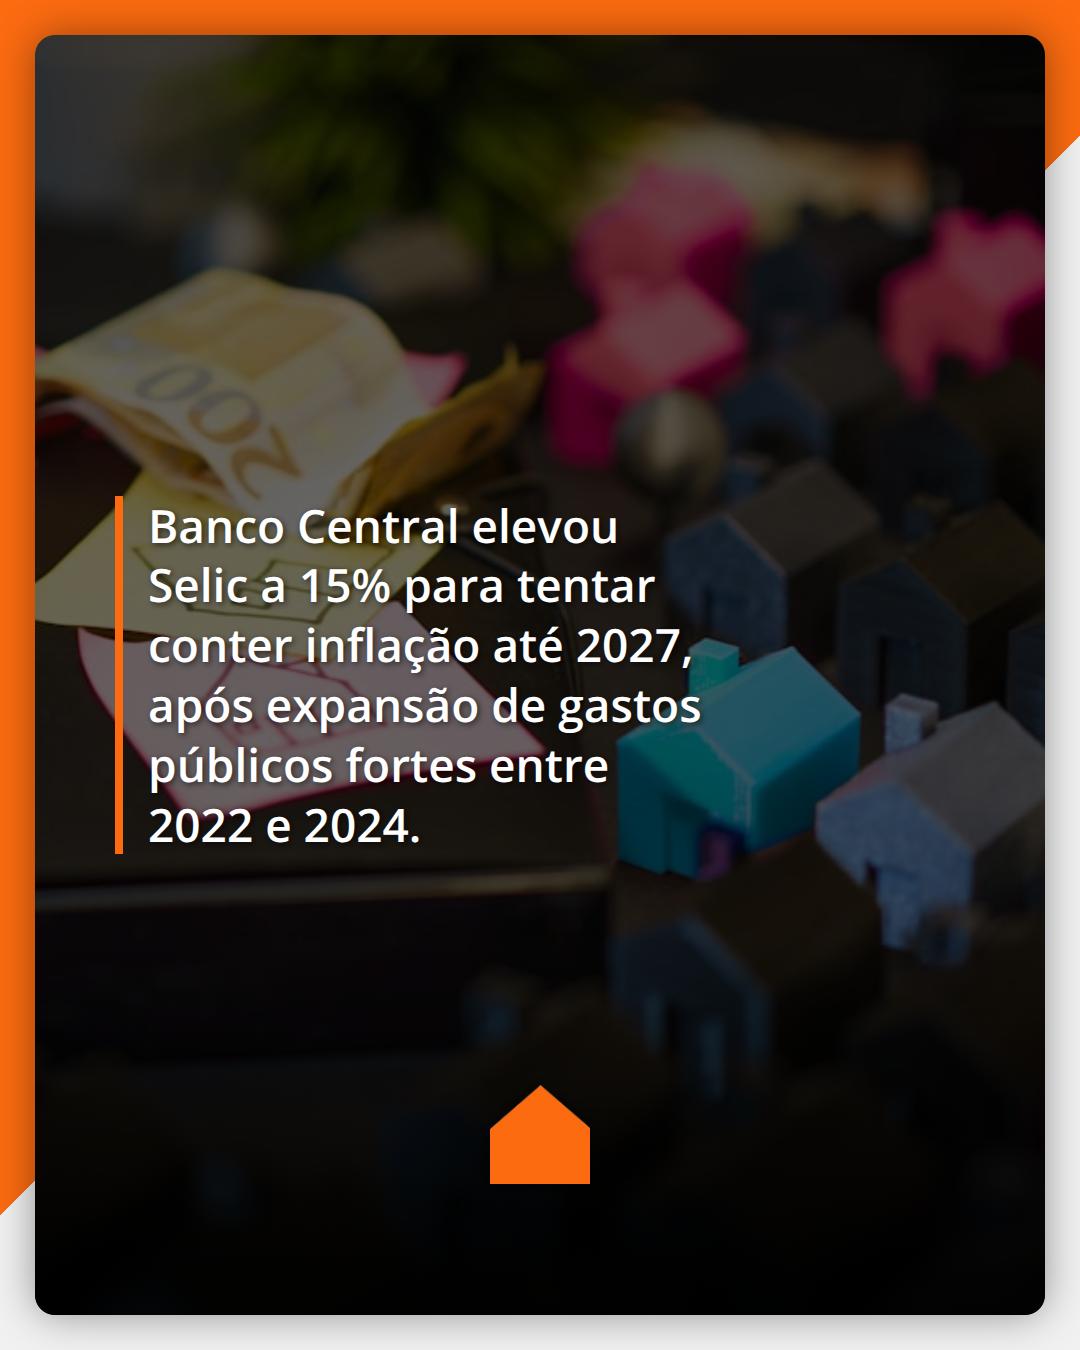 200
Banco Central elevou
Selic a 15% para tentar
conter inflação até 2027,
após expansão de gastos
públicos fortes entre
2022 e 2024.